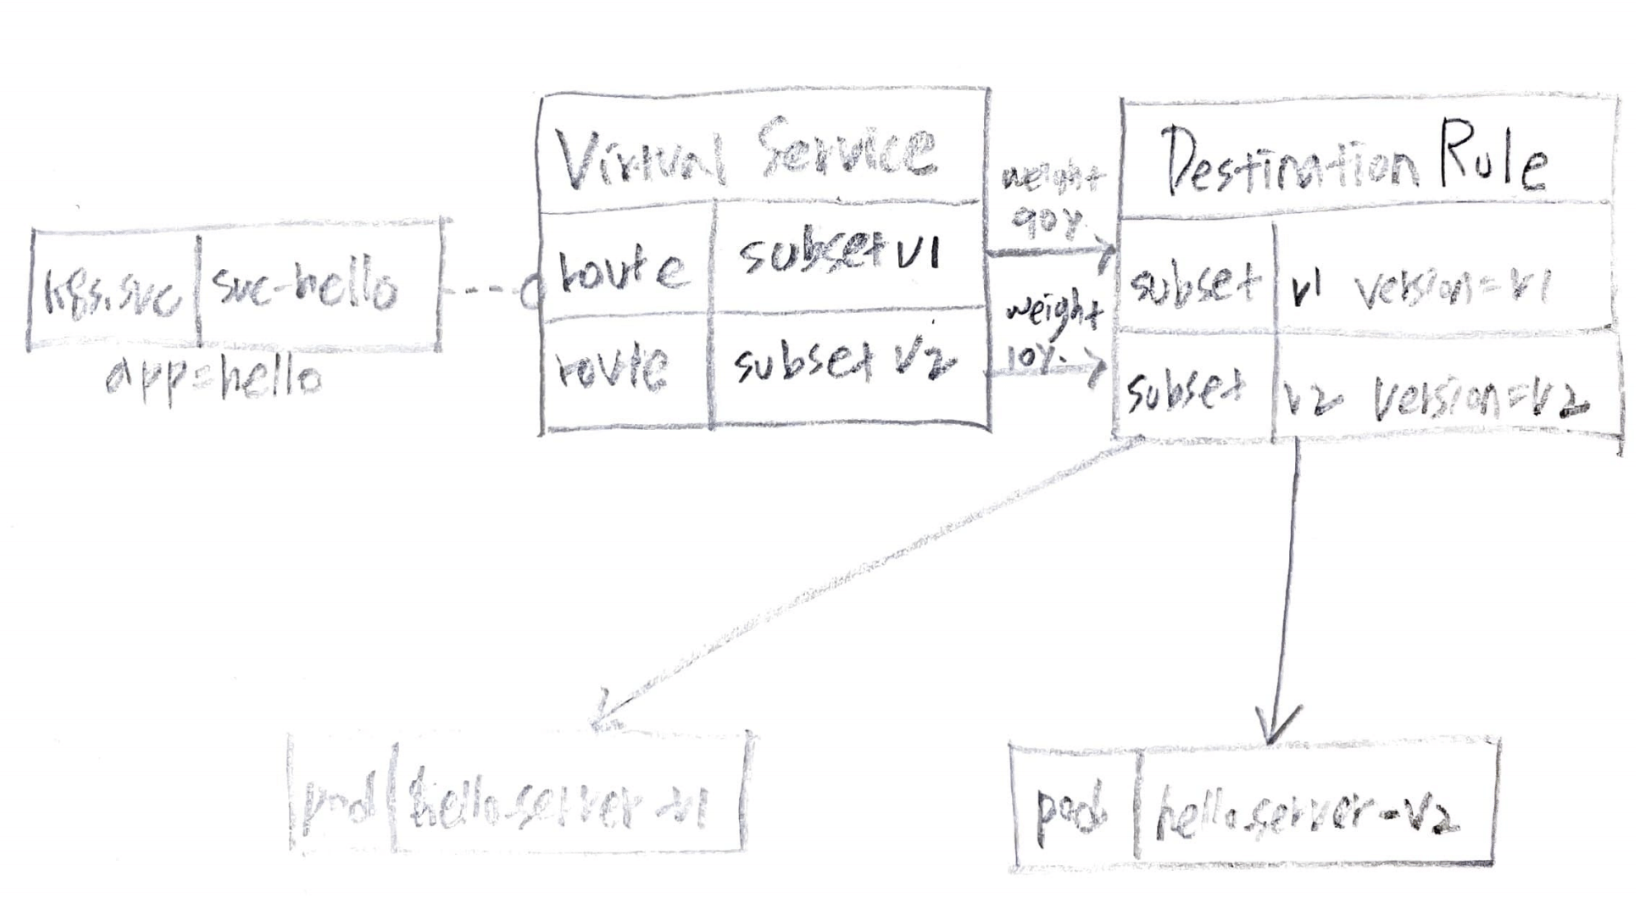 Virtual Service
Destination Rule
weight
90%
k8s.svc svc-hello
app=hello
route subset v1
subset v1 version=v1
weight
10%
route subset v2
subset v2 version=v2
pod hello-server-v1
pod hello-server-v2